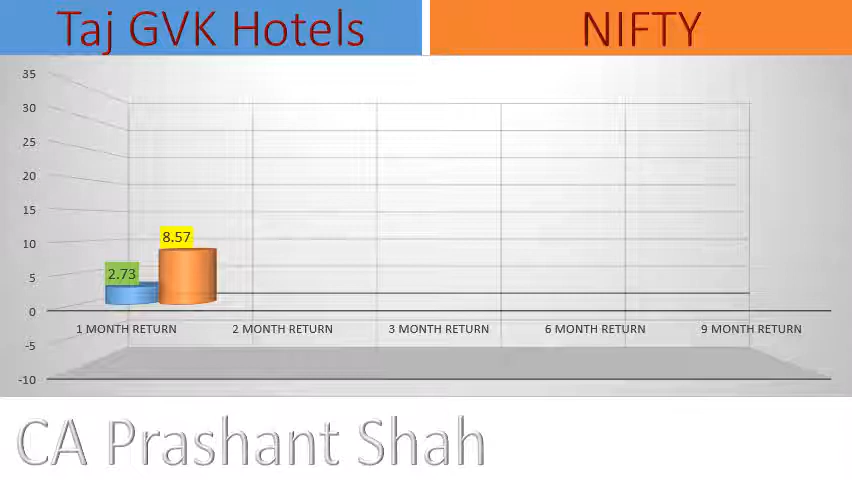 Taj GVK Hotels
NIFTY
35
30
25
20
15
10
5
0
-5
-10
2.73
8.57
1 MONTH RETURN
2 MONTH RETURN
3 MONTH RETURN
6 MONTH RETURN
9 MONTH RETURN
CA Prashant Shah